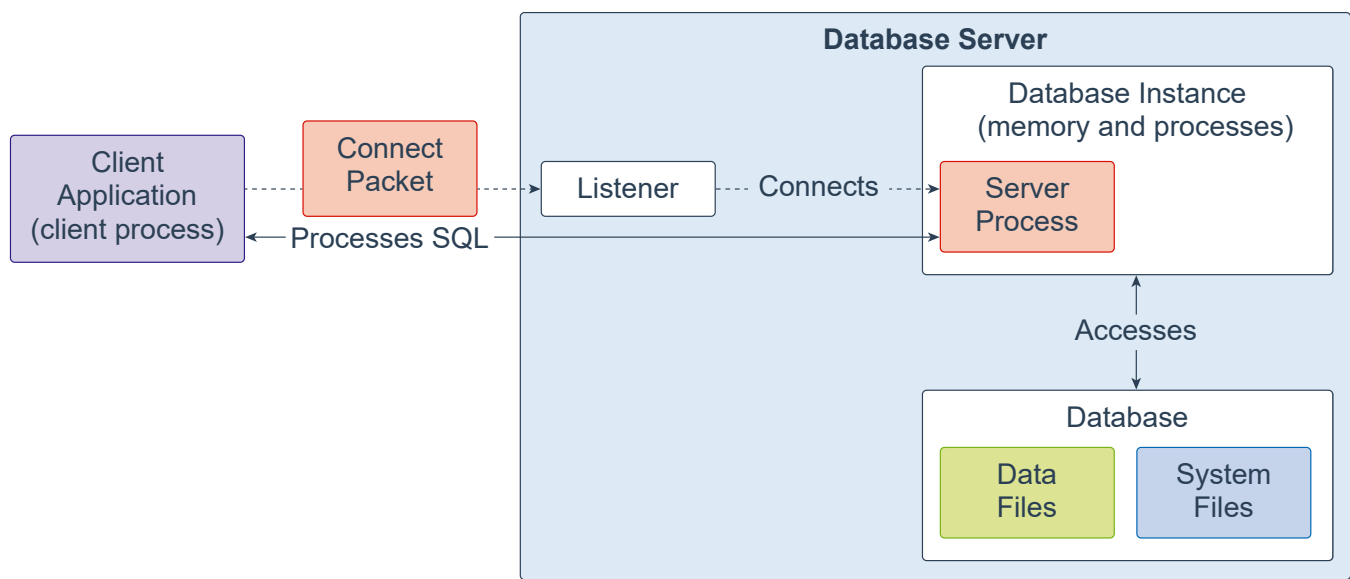 Database Server
Database Instance
(memory and processes)
Client
Application
(client process)
Connect
Packet
Listener
Connects
Server
Process
Processes SQL
Accesses
Database
Data
Files
System
Files